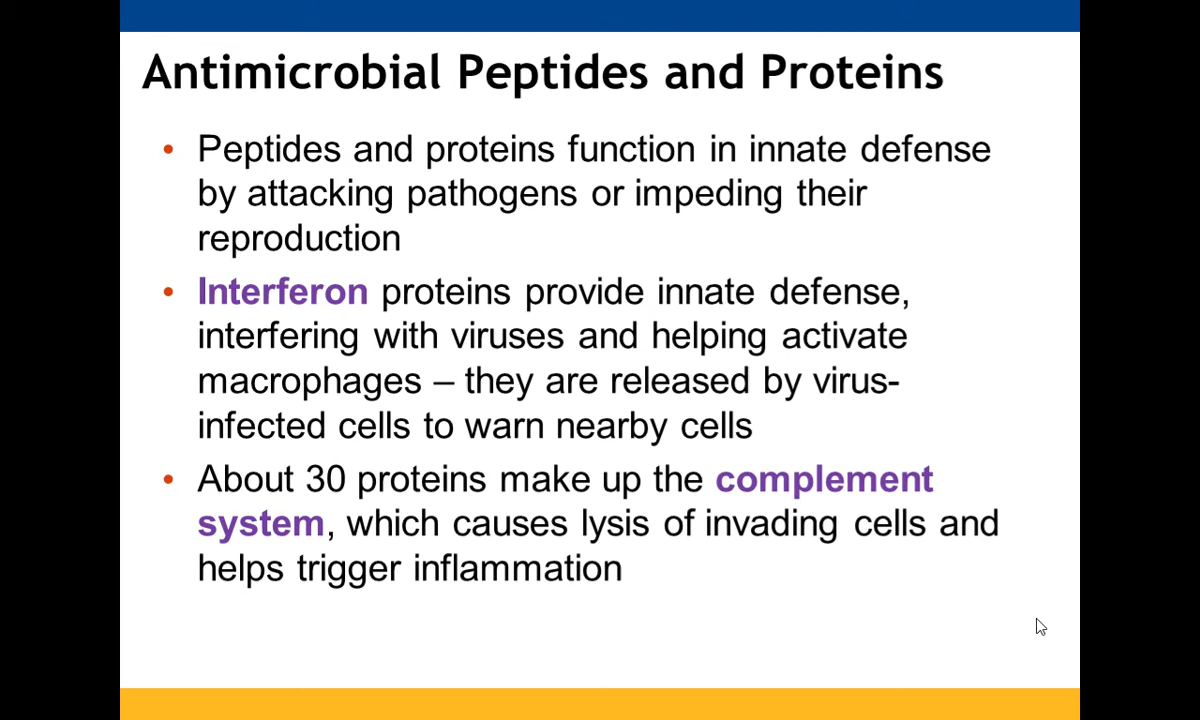 Antimicrobial Peptides and Proteins
• Peptides and proteins function in innate defense
by attacking pathogens or impeding their
reproduction
• Interferon proteins provide innate defense,
interfering with viruses and helping activate
macrophages – they are released by virus-
infected cells to warn nearby cells
• About 30 proteins make up the complement
system, which causes lysis of invading cells and
helps trigger inflammation